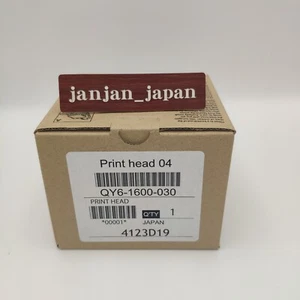 janjan_japan
Print head 04
QY6-1600-030
PRINT HEAD
Q'TY 1
*00001* JAPAN
4123D19